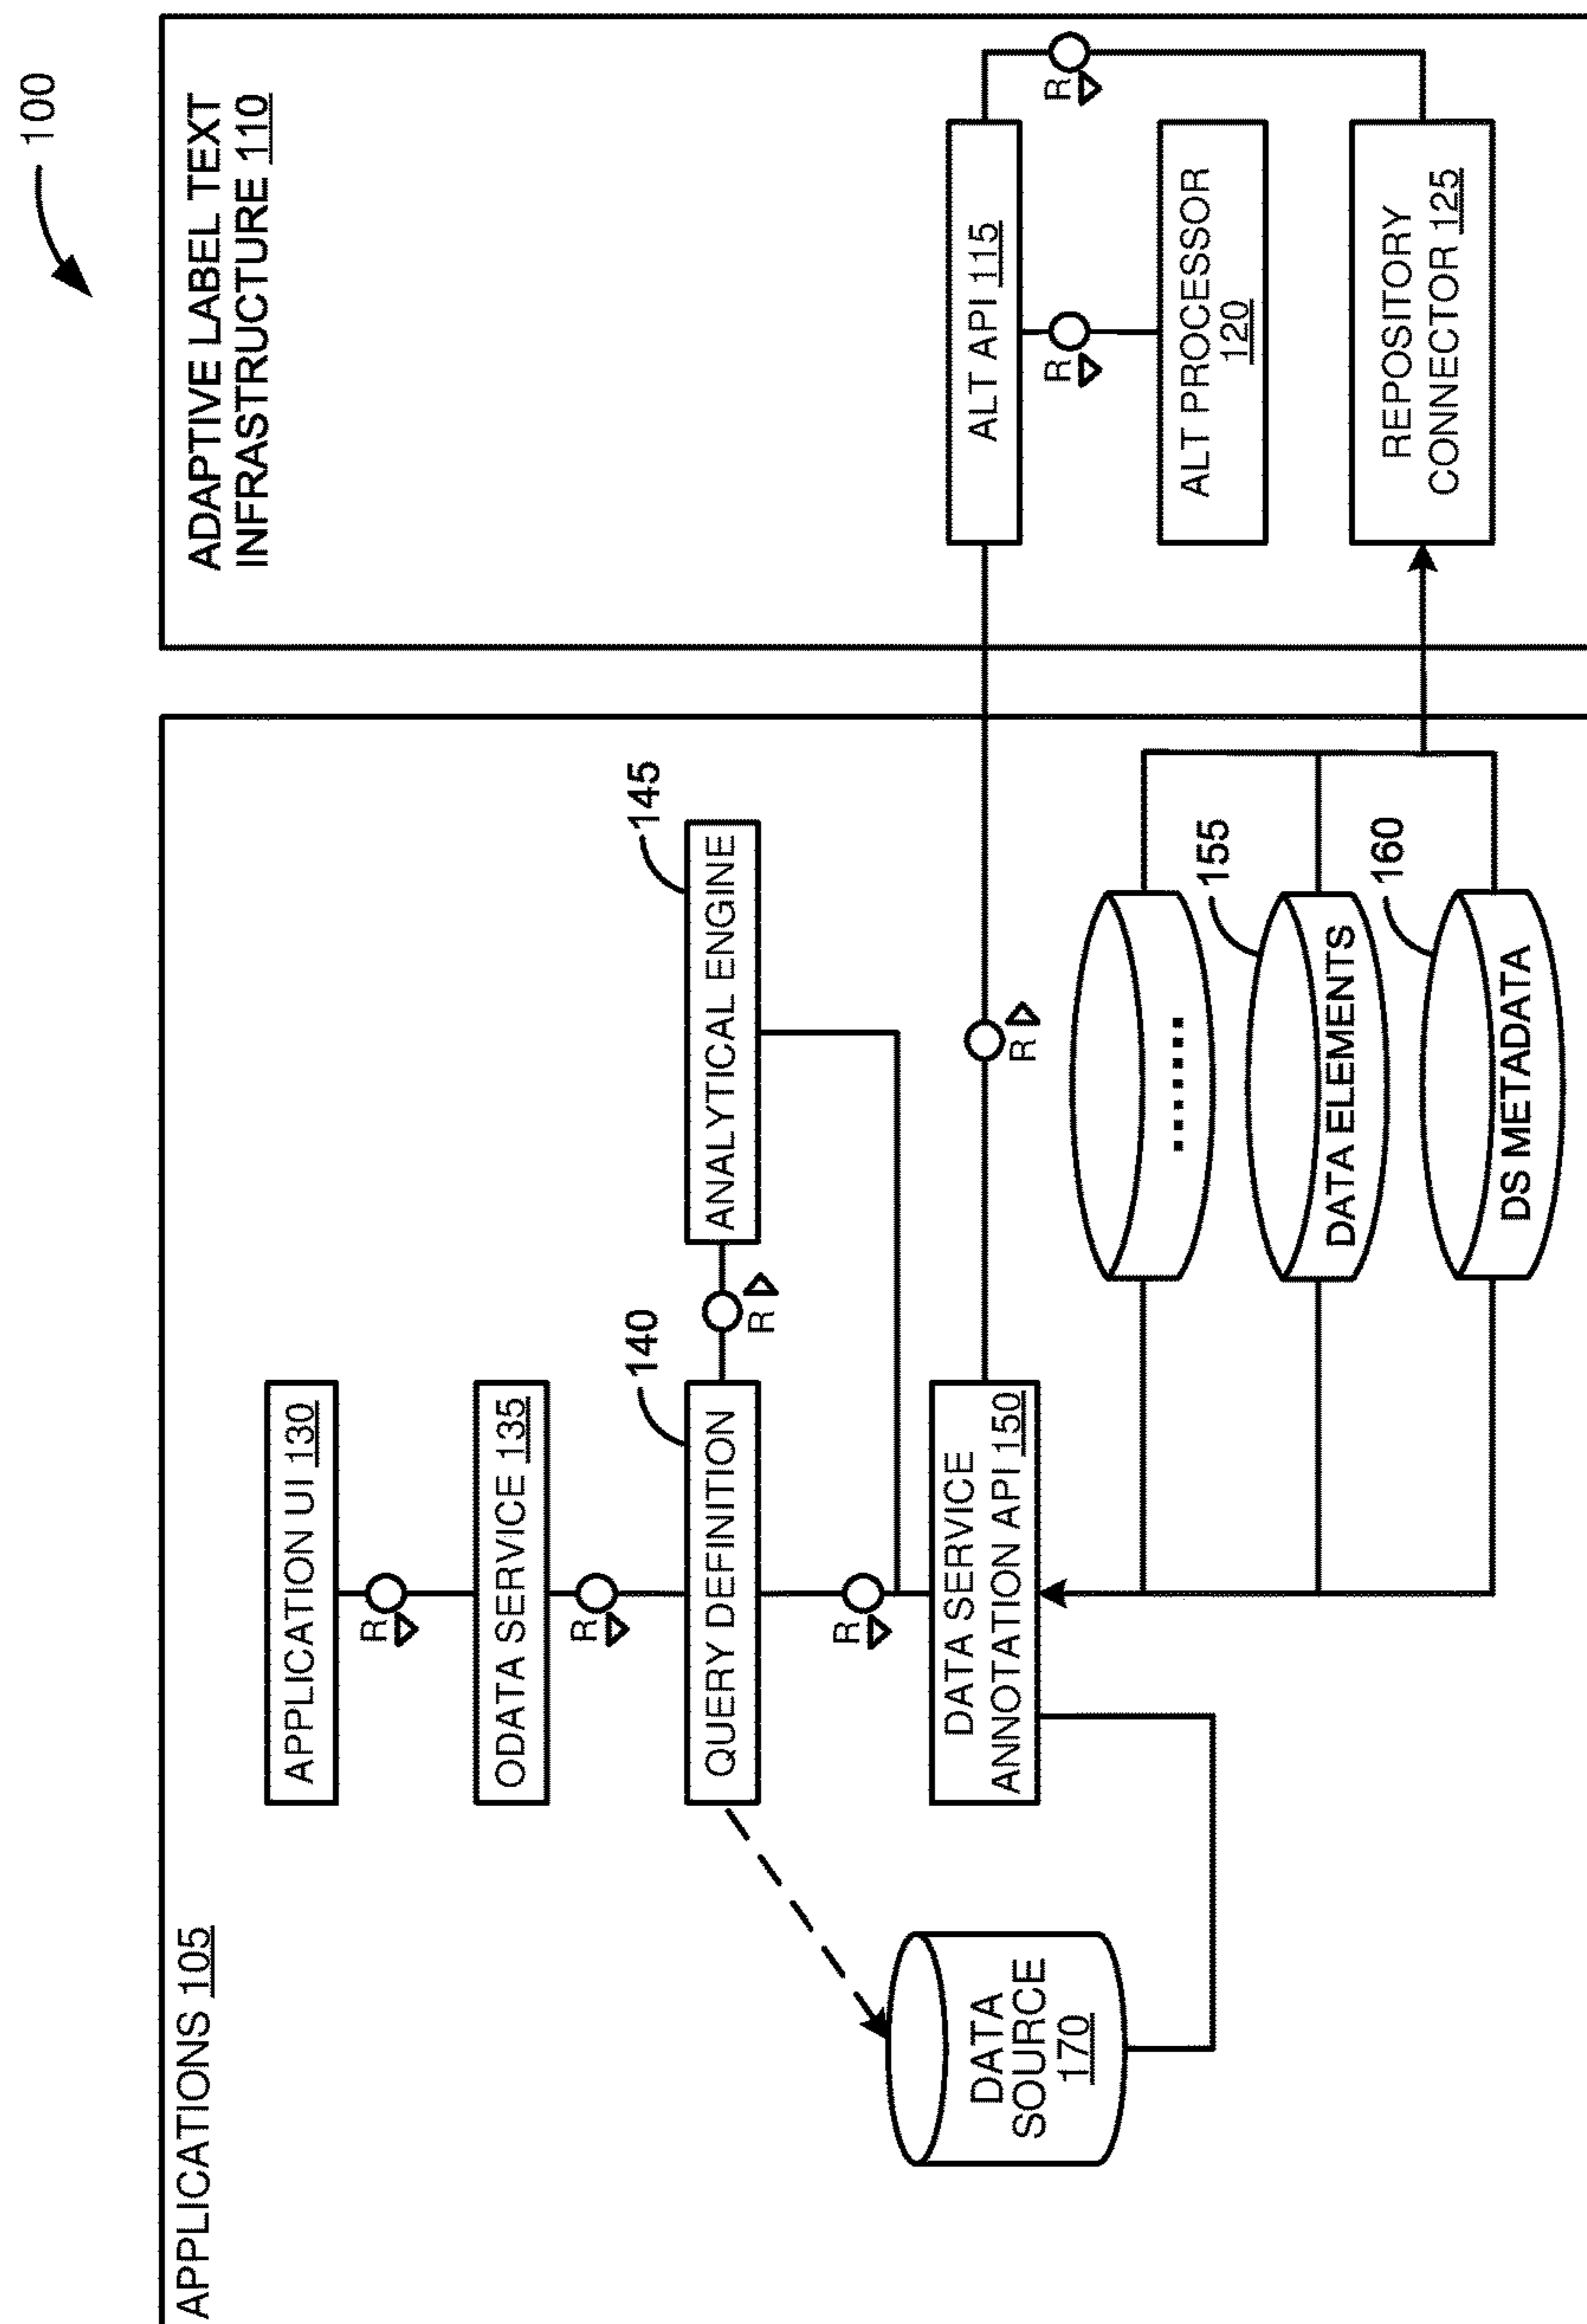 100
APPLICATIONS 105
APPLICATION UI 130
R
ODATA SERVICE 135
R
QUERY DEFINITION
140
R
ANALYTICAL ENGINE
145
R
DATA SERVICE
ANNOTATION API 150
R
DATA
SOURCE
170
.......
DATA ELEMENTS
155
DS METADATA
160
ADAPTIVE LABEL TEXT
INFRASTRUCTURE 110
ALT API 115
R
R
ALT PROCESSOR
120
REPOSITORY
CONNECTOR 125